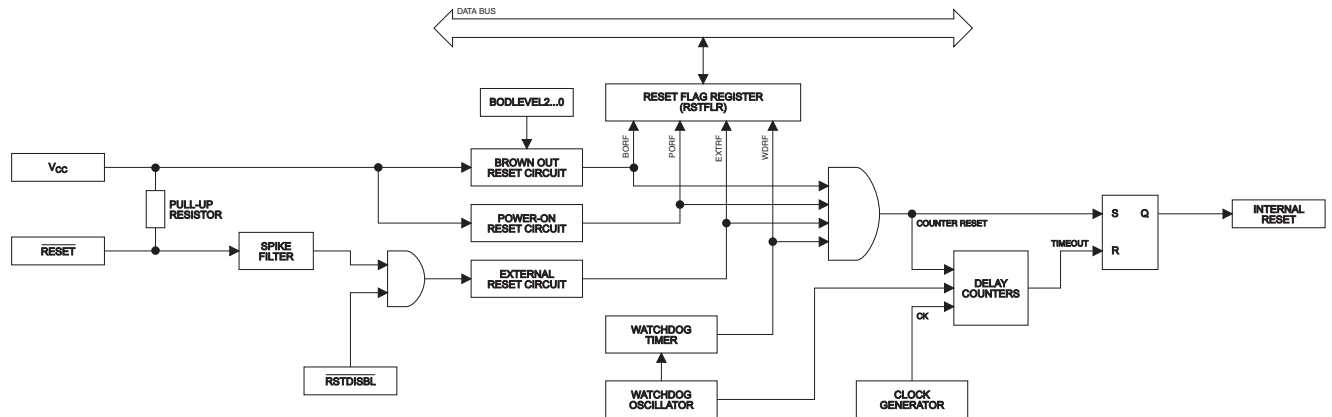 DATA BUS
RESET FLAG REGISTER
(RSTFLR)
BODLEVEL2...0
BORF
PORF
EXTRF
WDRF
VCC
BROWN OUT
RESET CIRCUIT
PULL-UP
RESISTOR
POWER-ON
RESET CIRCUIT
S
Q
INTERNAL
RESET
COUNTER RESET
RESET
SPIKE
FILTER
TIMEOUT
R
EXTERNAL
RESET CIRCUIT
DELAY
COUNTERS
CK
WATCHDOG
TIMER
RSTDISBL
WATCHDOG
OSCILLATOR
CLOCK
GENERATOR